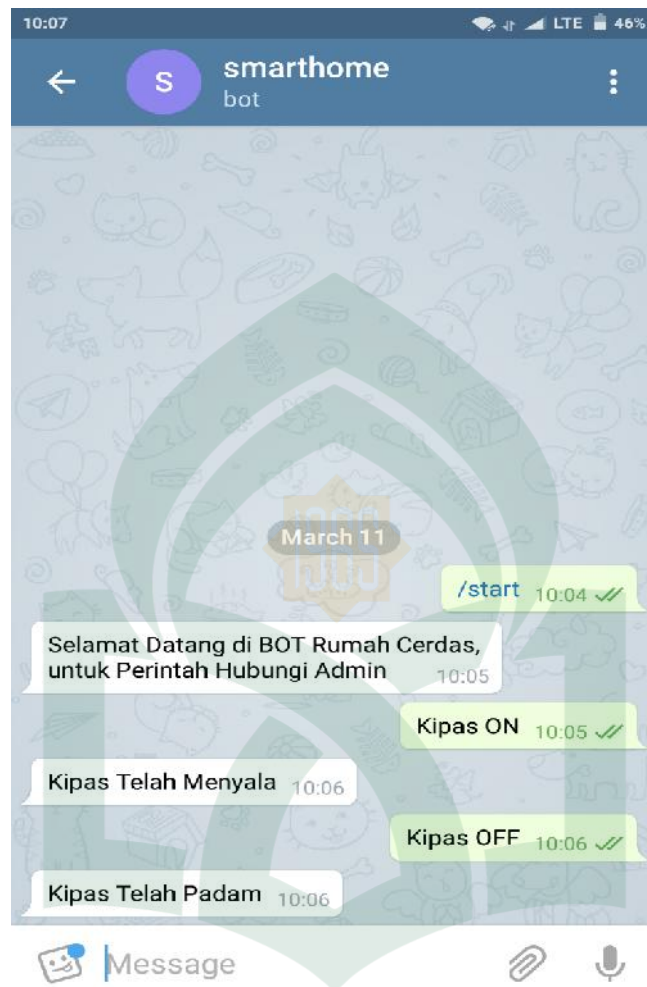 10:07
LTE 46%
S
smarthome
bot
March 11
/start 10:04
Selamat Datang di BOT Rumah Cerdas,
untuk Perintah Hubungi Admin 10:05
Kipas ON 10:05
Kipas Telah Menyala 10:06
Kipas OFF 10:06
Kipas Telah Padam 10:06
Message